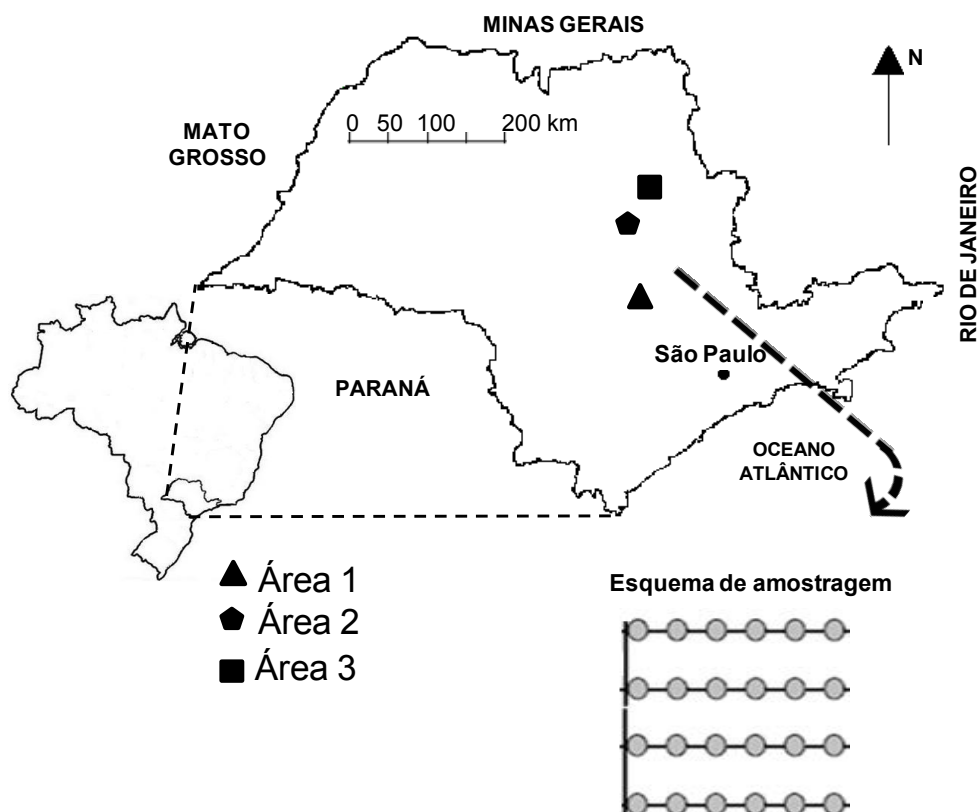 MINAS GERAIS
N
0 50 100 200 km
MATO
GROSSO
RIO DE JANEIRO
São Paulo
PARANÁ
OCEANO
ATLÂNTICO
Área 1
Área 2
Área 3
Esquema de amostragem